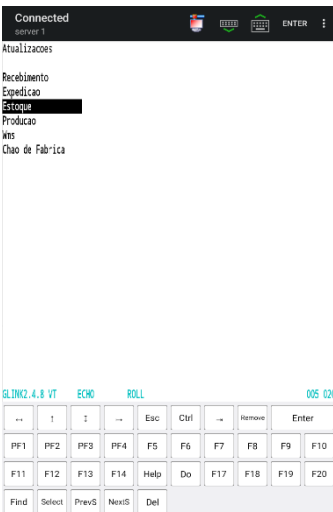 Connected
server 1
ENTER
Atualizacoes
Recebimento
Expedicao
Estoque
Producao
Wms
Chao de Fabrica
GLINK2.4.8 VT ECHO ROLL 005 020
↔ ↑ ↕ → Esc Ctrl → Remove Enter
PF1 PF2 PF3 PF4 F5 F6 F7 F8 F9 F10
F11 F12 F13 F14 Help Do F17 F18 F19 F20
Find Select PrevS NextS Del